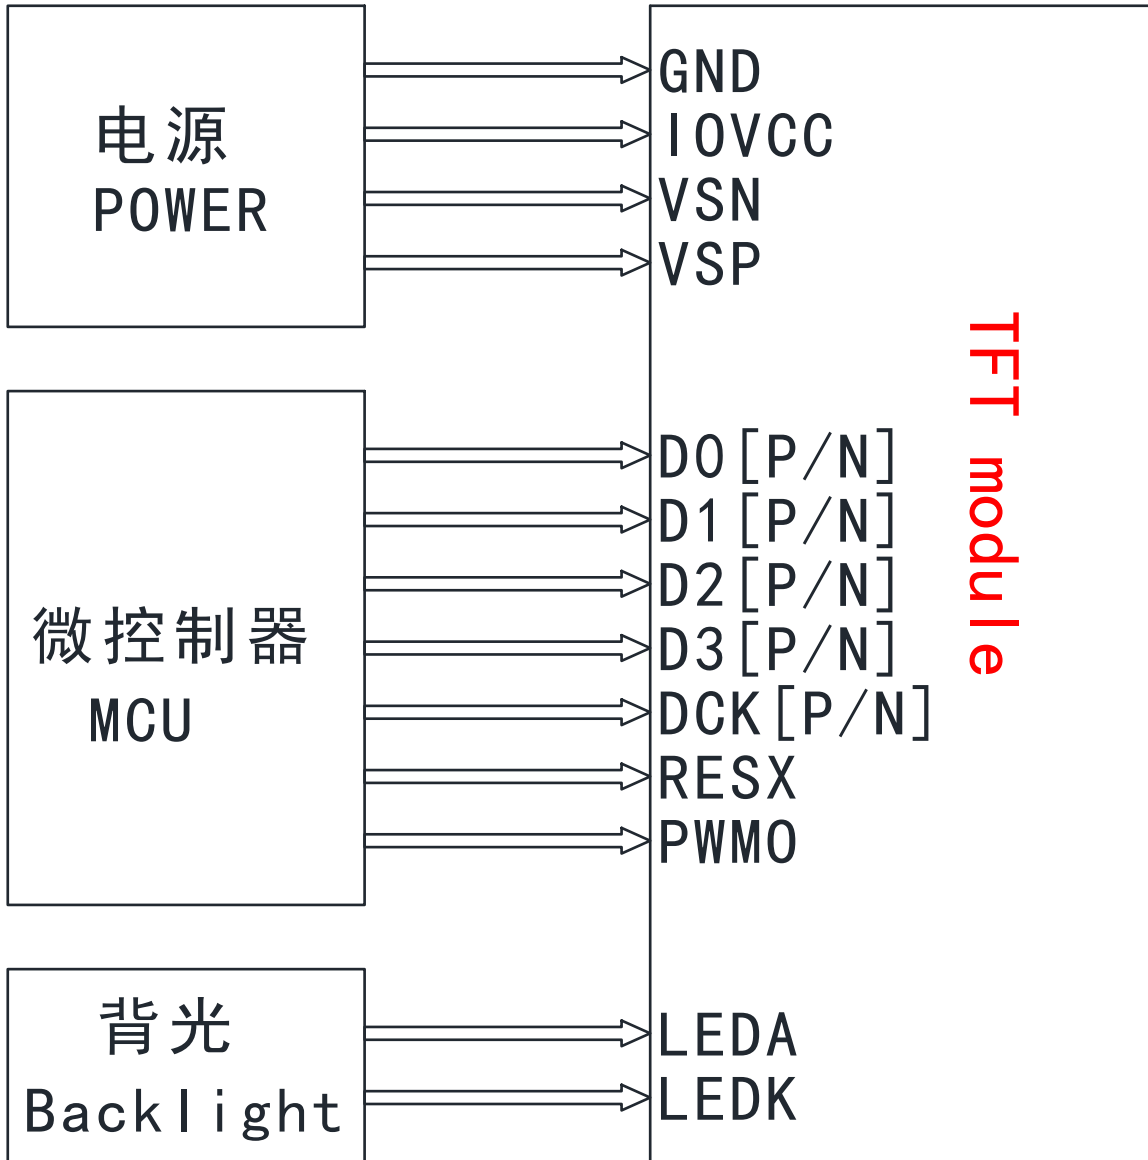 电源
POWER
GND
IOVCC
VSN
VSP
TFT module
微控制器
MCU
D0[P/N]
D1[P/N]
D2[P/N]
D3[P/N]
DCK[P/N]
RESX
PWMO
背光
Backlight
LEDA
LEDK